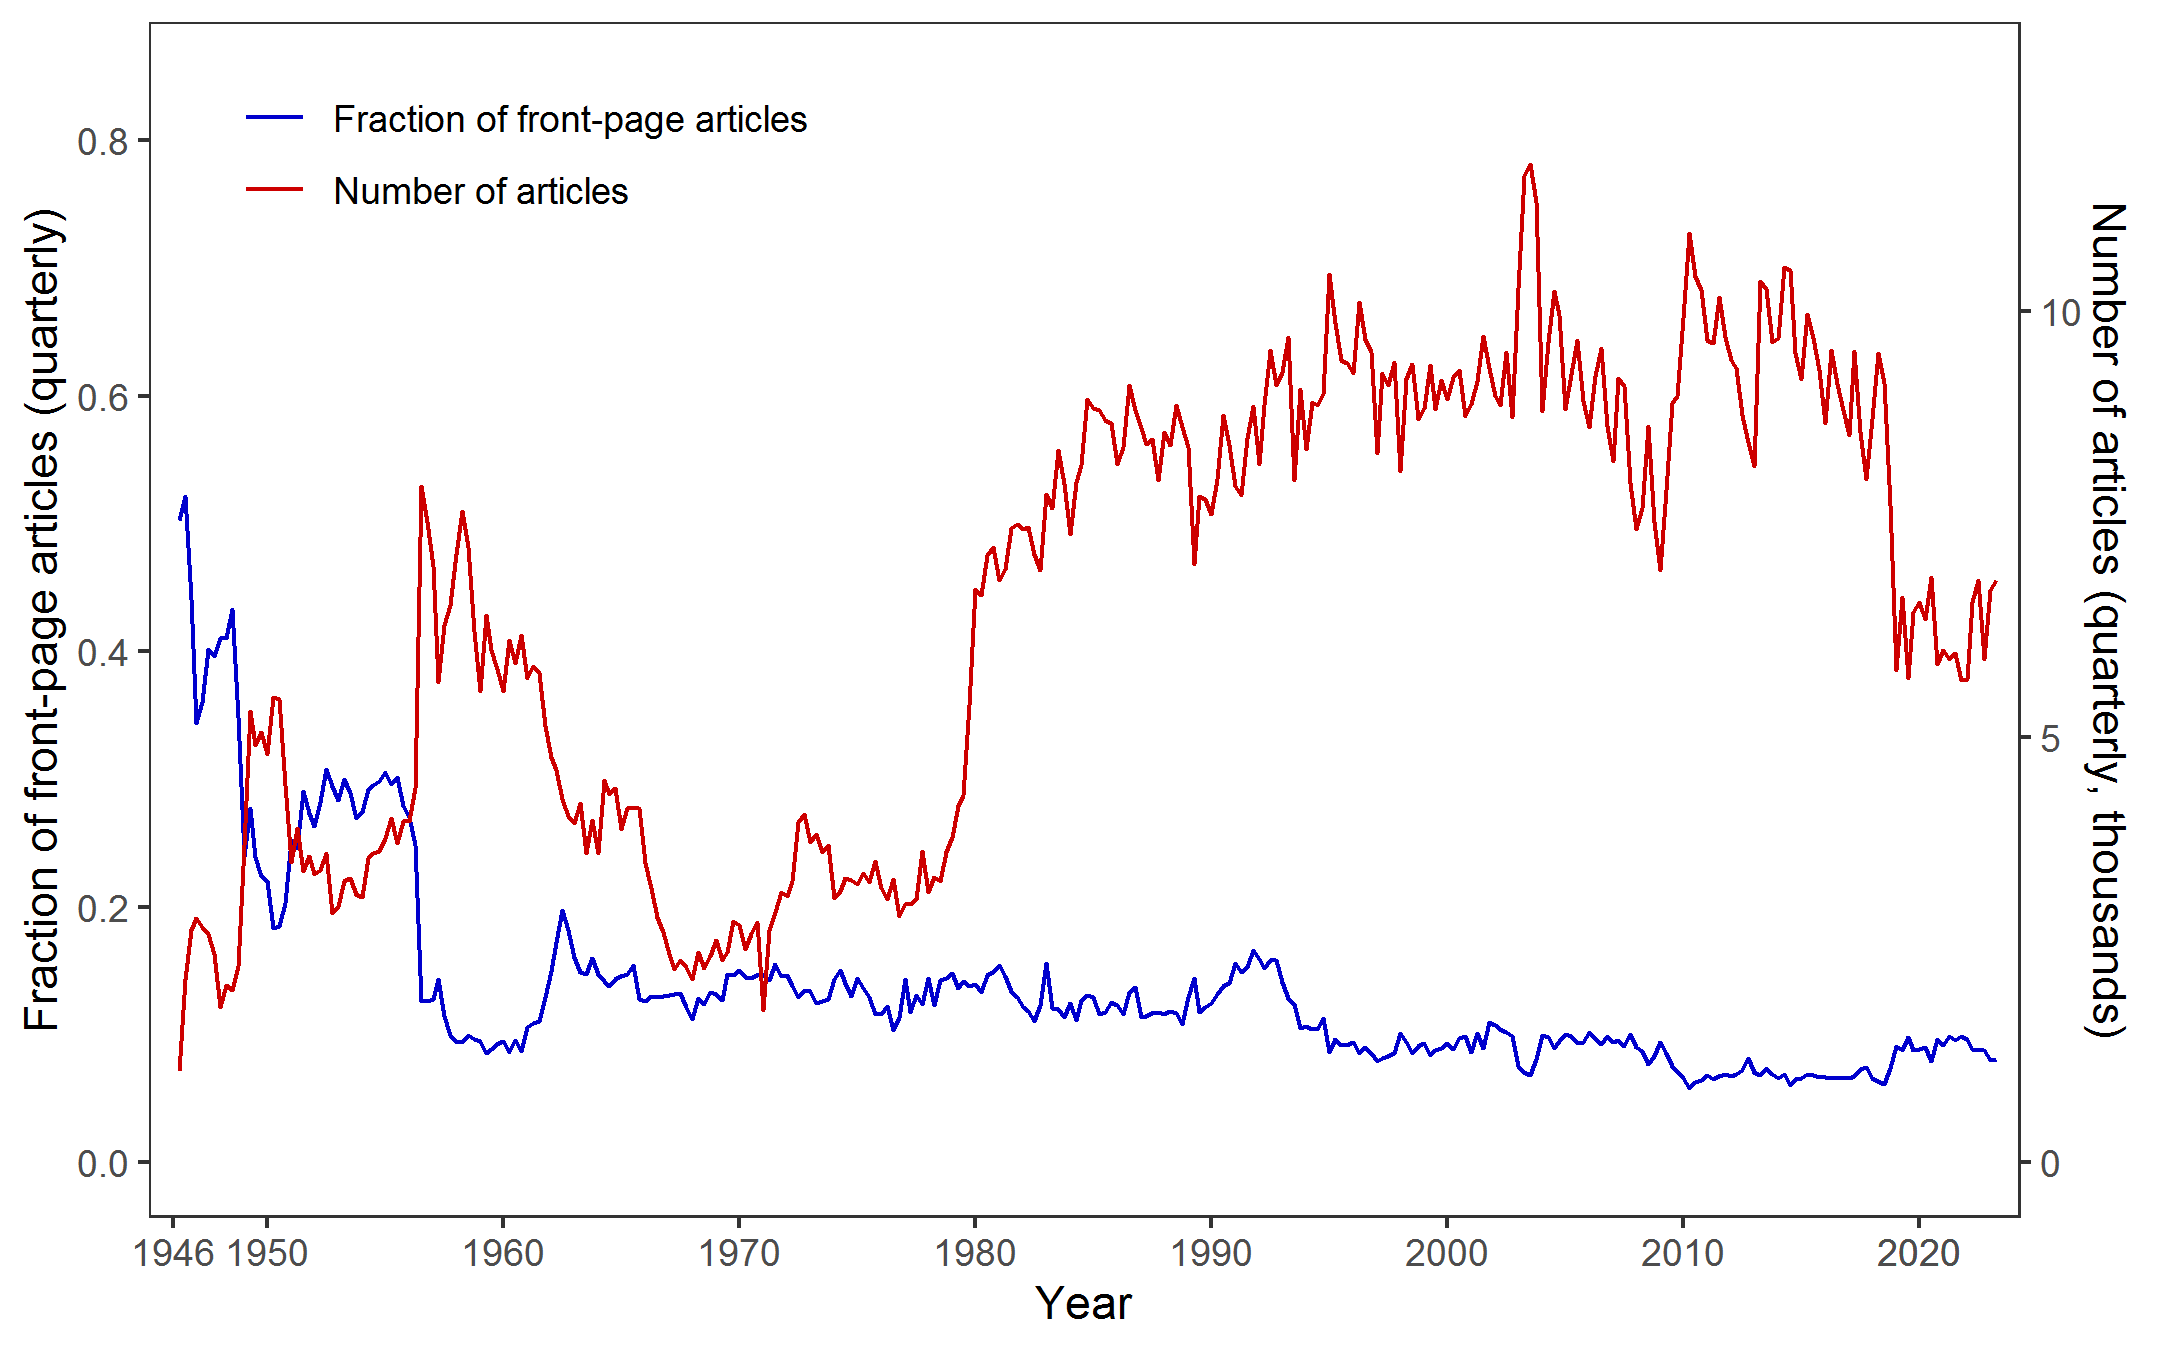 Fraction of front-page articles
Number of articles
Fraction of front-page articles (quarterly)
0.8
0.6
0.4
0.2
0.0
Number of articles (quarterly, thousands)
10
5
0
1946 1950 1960 1970 1980 1990 2000 2010 2020
Year